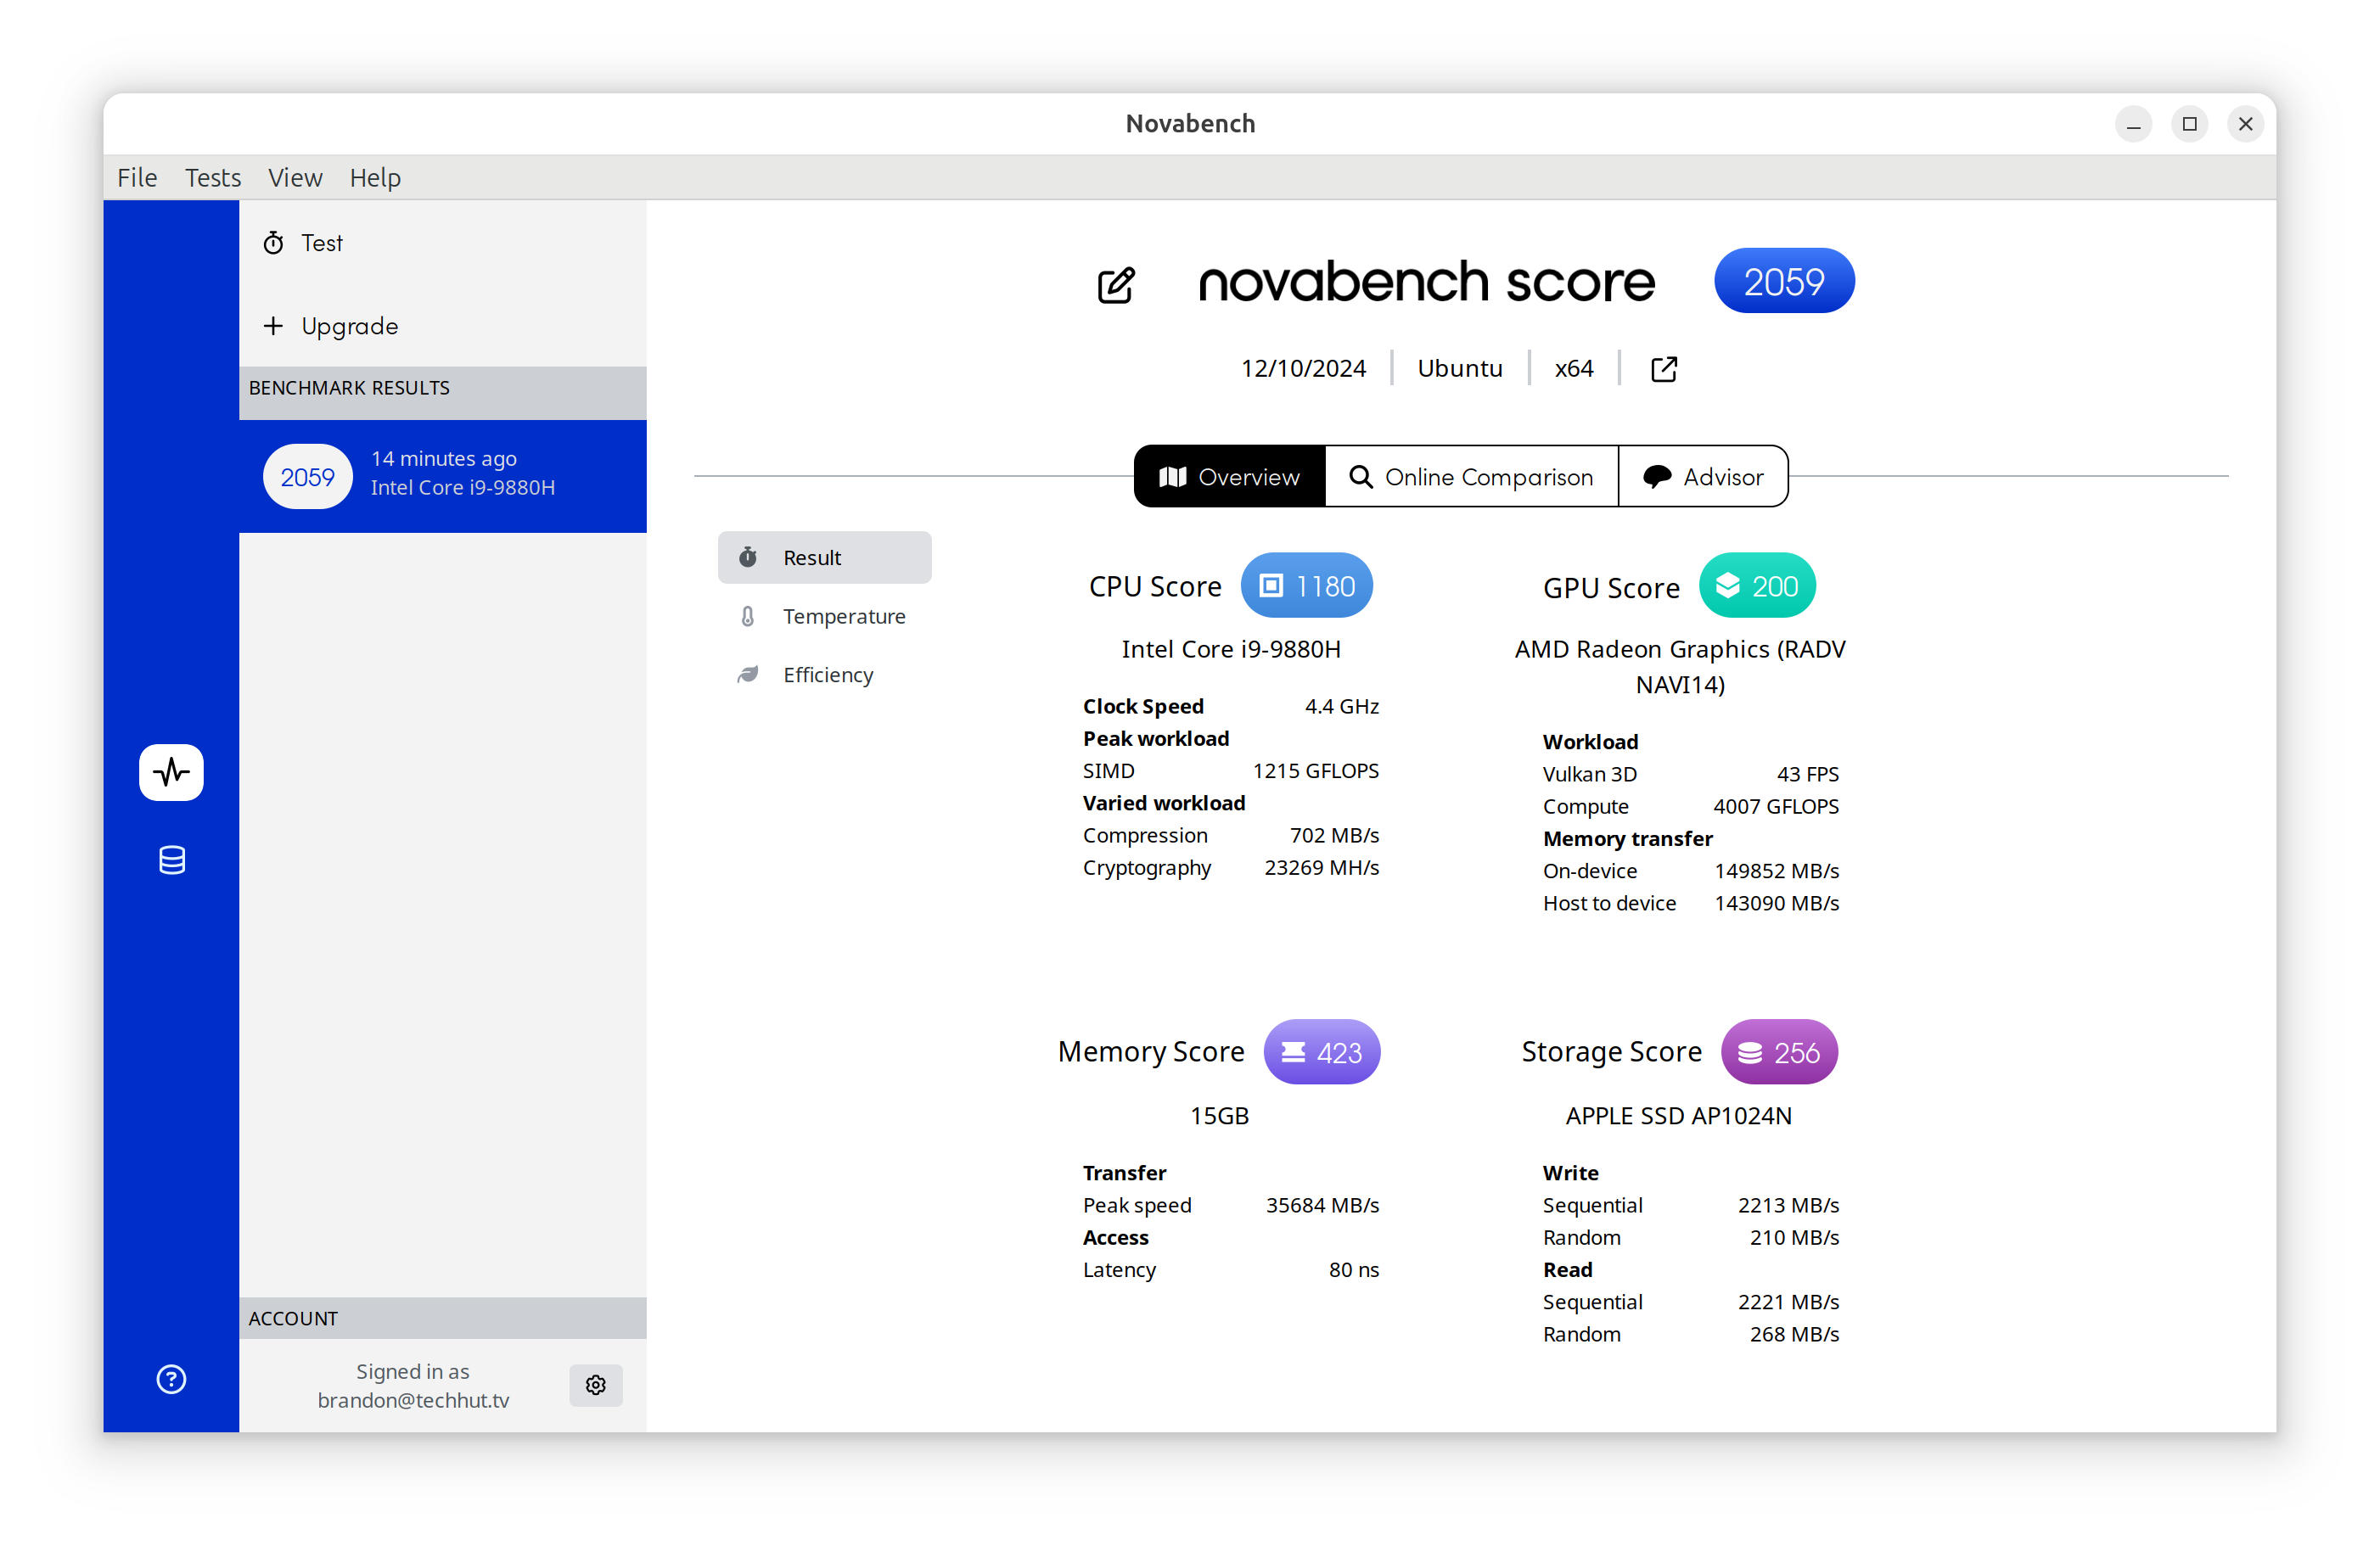 Novabench
File Tests View Help
Test
Upgrade
BENCHMARK RESULTS
2059
14 minutes ago
Intel Core i9-9880H
ACCOUNT
Signed in as
brandon@techhut.tv
novabench score 2059
12/10/2024 Ubuntu x64
Overview Online Comparison Advisor
Result
Temperature
Efficiency
CPU Score 1180
Intel Core i9-9880H
Clock Speed 4.4 GHz
Peak workload
SIMD 1215 GFLOPS
Varied workload
Compression 702 MB/s
Cryptography 23269 MH/s
GPU Score 200
AMD Radeon Graphics (RADV
NAVI14)
Workload
Vulkan 3D 43 FPS
Compute 4007 GFLOPS
Memory transfer
On-device 149852 MB/s
Host to device 143090 MB/s
Memory Score 423
15GB
Transfer
Peak speed 35684 MB/s
Access
Latency 80 ns
Storage Score 256
APPLE SSD AP1024N
Write
Sequential 2213 MB/s
Random 210 MB/s
Read
Sequential 2221 MB/s
Random 268 MB/s